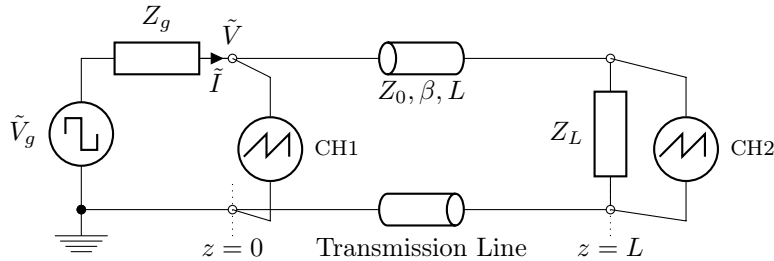 Z_g
Ṽ
Ĩ
Z_0, β, L
Ṽ_g
CH1
Z_L
CH2
z = 0
Transmission Line
z = L